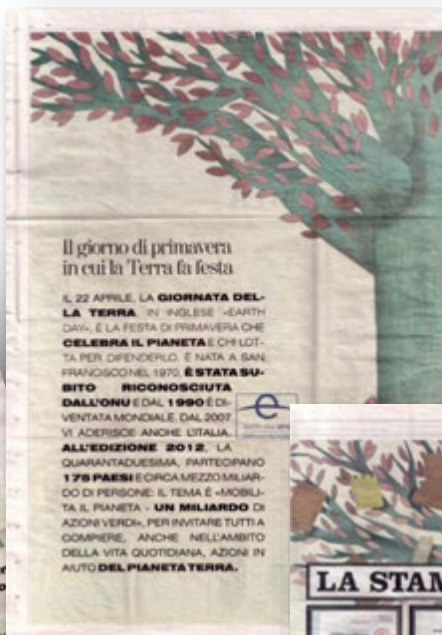 Il giorno di primavera
in cui la Terra fa festa
IL 22 APRILE, LA GIORNATA DEL-
LA TERRA, IN INGLESE «EARTH
DAY», È LA FESTA DI PRIMAVERA CHE
CELEBRA IL PIANETA E CHI LOT-
TA PER DIFENDERLO. È NATA A SAN
FRANCISCO NEL 1970, È STATA SU-
BITO RICONOSCIUTA
DALL'ONU E DAL 1990 È DI-
VENTATA MONDIALE. DAL 2007
VI ADERISCE ANCHE L'ITALIA.
ALL'EDIZIONE 2012, LA
QUARANTADUESIMA, PARTECIPANO
175 PAESI E CIRCA MEZZO MILIAR-
DO DI PERSONE: IL TEMA È «MOBILI-
TA IL PIANETA - UN MILIARDO DI
AZIONI VERDI», PER INVITARE TUTTI A
COMPIERE, ANCHE NELL'AMBITO
DELLA VITA QUOTIDIANA, AZIONI IN
AIUTO DEL PIANETA TERRA.
LA STAM